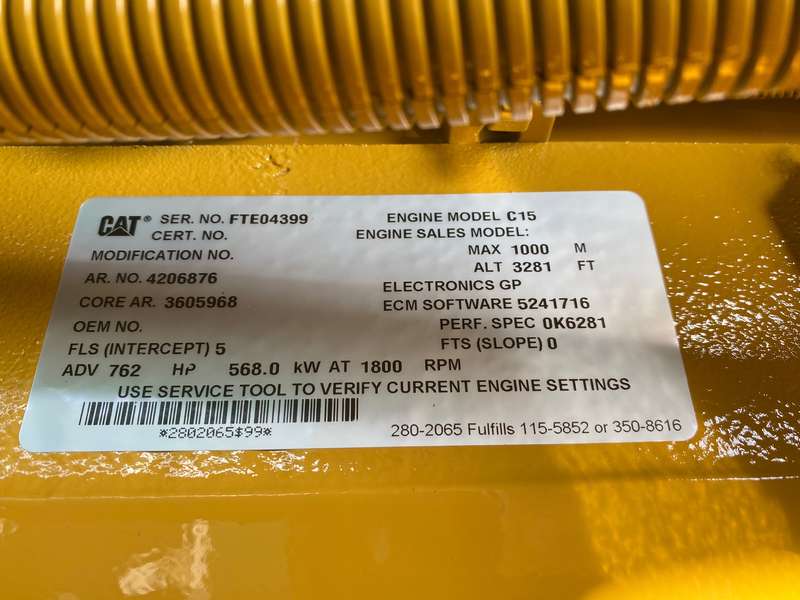 CAT® SER. NO. FTE04399 ENGINE MODEL C15
CERT. NO. ENGINE SALES MODEL:
MODIFICATION NO. MAX 1000 M
AR. NO. 4206876 ALT 3281 FT
ELECTRONICS GP
CORE AR. 3605968 ECM SOFTWARE 5241716
OEM NO. PERF. SPEC 0K6281
FLS (INTERCEPT) 5 FTS (SLOPE) 0
ADV 762 HP 568.0 kW AT 1800 RPM
USE SERVICE TOOL TO VERIFY CURRENT ENGINE SETTINGS
*2802065$99*
280-2065 Fulfills 115-5852 or 350-8616